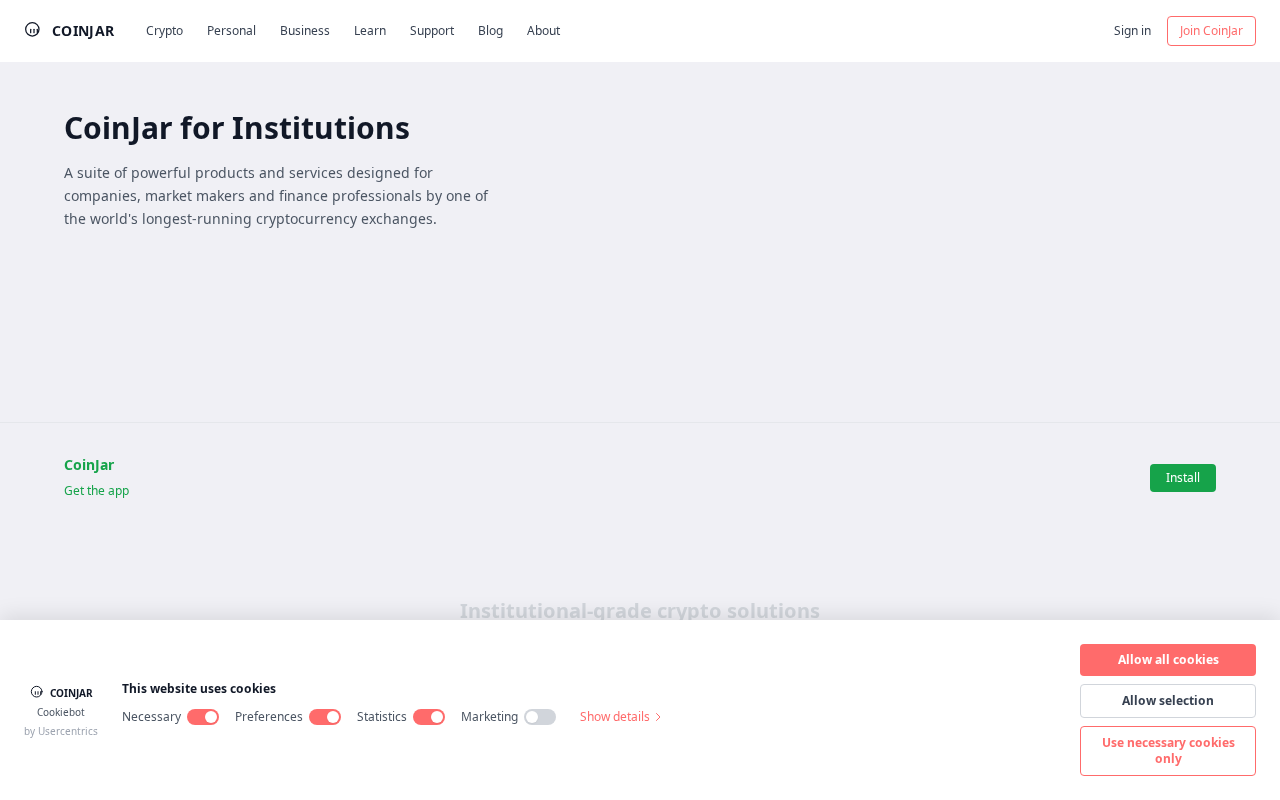 COINJAR Crypto Personal Business Learn Support Blog About Sign in Join CoinJar
CoinJar for Institutions
A suite of powerful products and services designed for
companies, market makers and finance professionals by one of
the world's longest-running cryptocurrency exchanges.
CoinJar
Get the app
Install
Institutional-grade crypto solutions
COINJAR
Cookiebot
by Usercentrics
This website uses cookies
Necessary Preferences Statistics Marketing Show details
Allow all cookies
Allow selection
Use necessary cookies
only